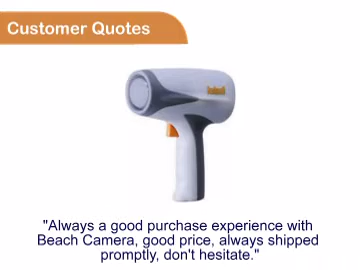 Customer Quotes
"Always a good purchase experience with
Beach Camera, good price, always shipped
promptly, don't hesitate."